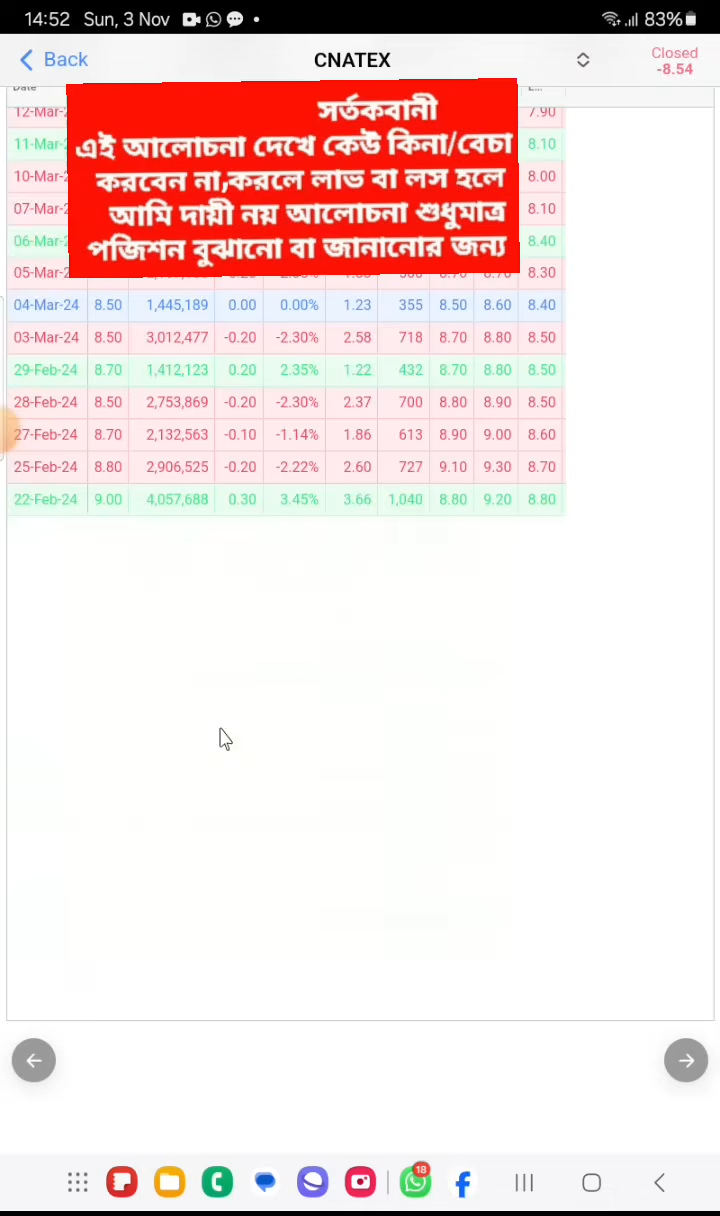 14:52 Sun, 3 Nov 83%
Back CNATEX Closed
-8.54
Date
12-Mar-2 7.90
সর্তকবানী
11-Mar-2 8.10
এই আলোচনা দেখে কেউ কিনা/বেচা
10-Mar-2 8.00
করবেন না,করলে লাভ বা লস হলে
07-Mar-2 8.10
আমি দায়ী নয় আলোচনা শুধুমাত্র
06-Mar-2 8.40
পজিশন বুঝানো বা জানানোর জন্য
05-Mar-2 8.30
04-Mar-24 8.50 1,445,189 0.00 0.00% 1.23 355 8.50 8.60 8.40
03-Mar-24 8.50 3,012,477 -0.20 -2.30% 2.58 718 8.70 8.80 8.50
29-Feb-24 8.70 1,412,123 0.20 2.35% 1.22 432 8.70 8.80 8.50
28-Feb-24 8.50 2,753,869 -0.20 -2.30% 2.37 700 8.80 8.90 8.50
27-Feb-24 8.70 2,132,563 -0.10 -1.14% 1.86 613 8.90 9.00 8.60
25-Feb-24 8.80 2,906,525 -0.20 -2.22% 2.60 727 9.10 9.30 8.70
22-Feb-24 9.00 4,057,688 0.30 3.45% 3.66 1,040 8.80 9.20 8.80
18